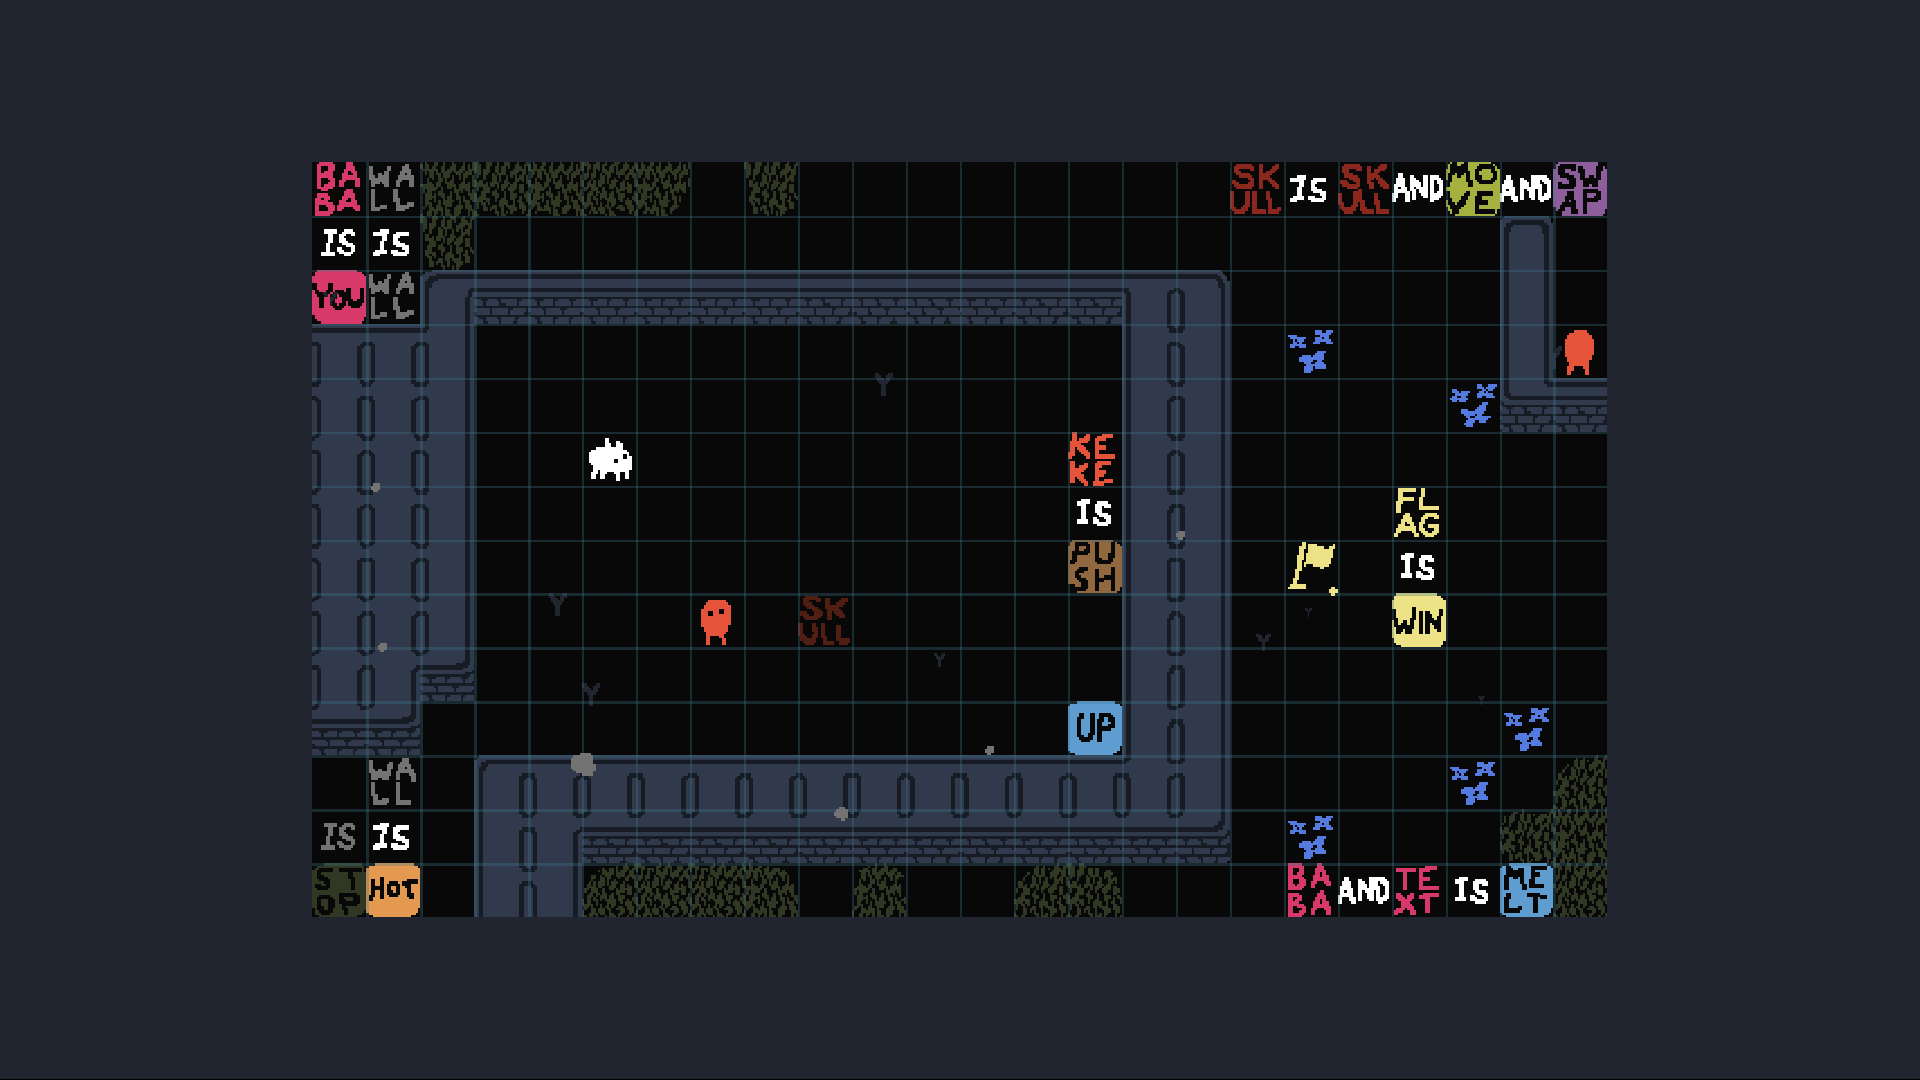 BABA IS YOU
WALL IS WALL
SKULL IS SKULL AND MOVE AND SWAP
KEKE IS PUSH
FLAG IS WIN
SKULL
UP
WALL IS HOT
IS STOP
BABA AND TEXT IS MELT